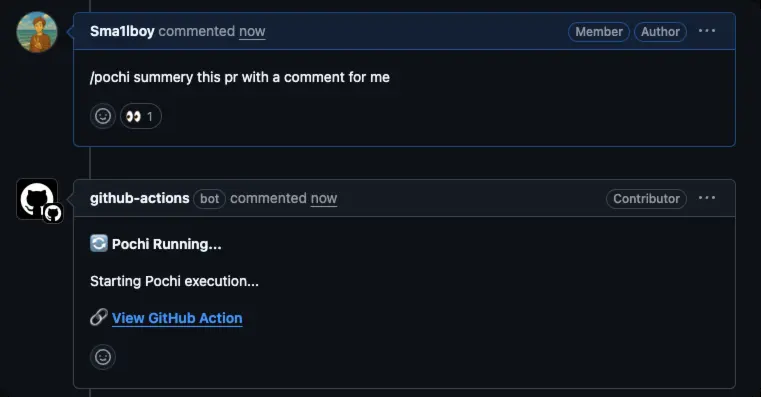 Sma1lboy commented now Member Author ...
/pochi summery this pr with a comment for me
👀 1
github-actions bot commented now Contributor ...
🔄 Pochi Running...
Starting Pochi execution...
🔗 View GitHub Action